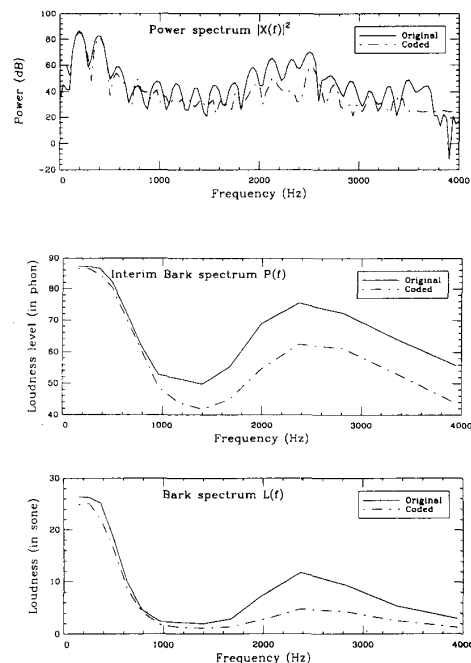 Power spectrum |X(f)|²
Original
Coded
Power (dB)
100
80
60
40
20
0
−20
0
1000
2000
3000
4000
Frequency (Hz)
Interim Bark spectrum P(f)
Original
Coded
Loudness level (in phon)
90
80
70
60
50
40
0
1000
2000
3000
4000
Frequency (Hz)
Bark spectrum L(f)
Original
Coded
Loudness (in sone)
30
20
10
0
0
1000
2000
3000
4000
Frequency (Hz)